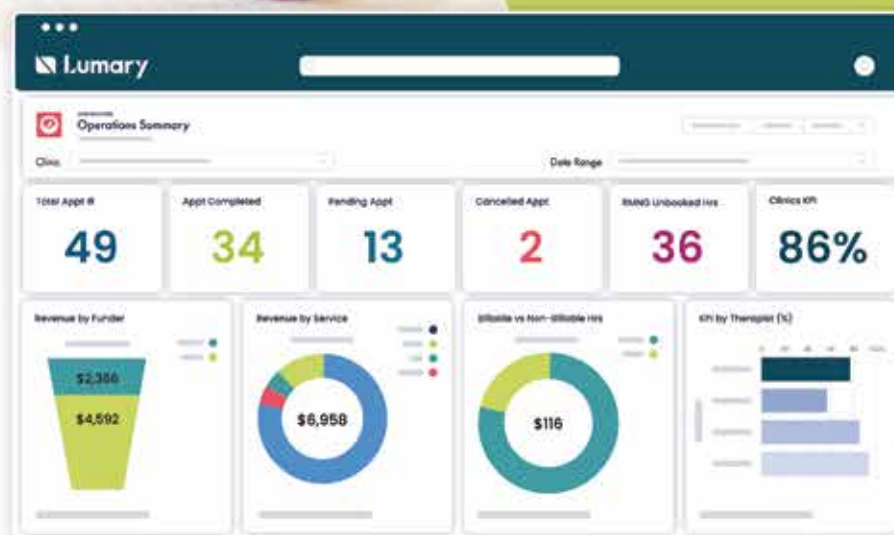 Lumary
Operations Summary
Clinic
Date Range
Total Appt #
Appt Completed
Pending Appt
Cancelled Appt
RMNG Unbooked Hrs
Clinics KPI
49
34
13
2
36
86%
Revenue by Funder
Revenue by Service
Billable vs Non-Billable Hrs
KPI by Therapist (%)
$2,366
$4,592
$6,958
$116